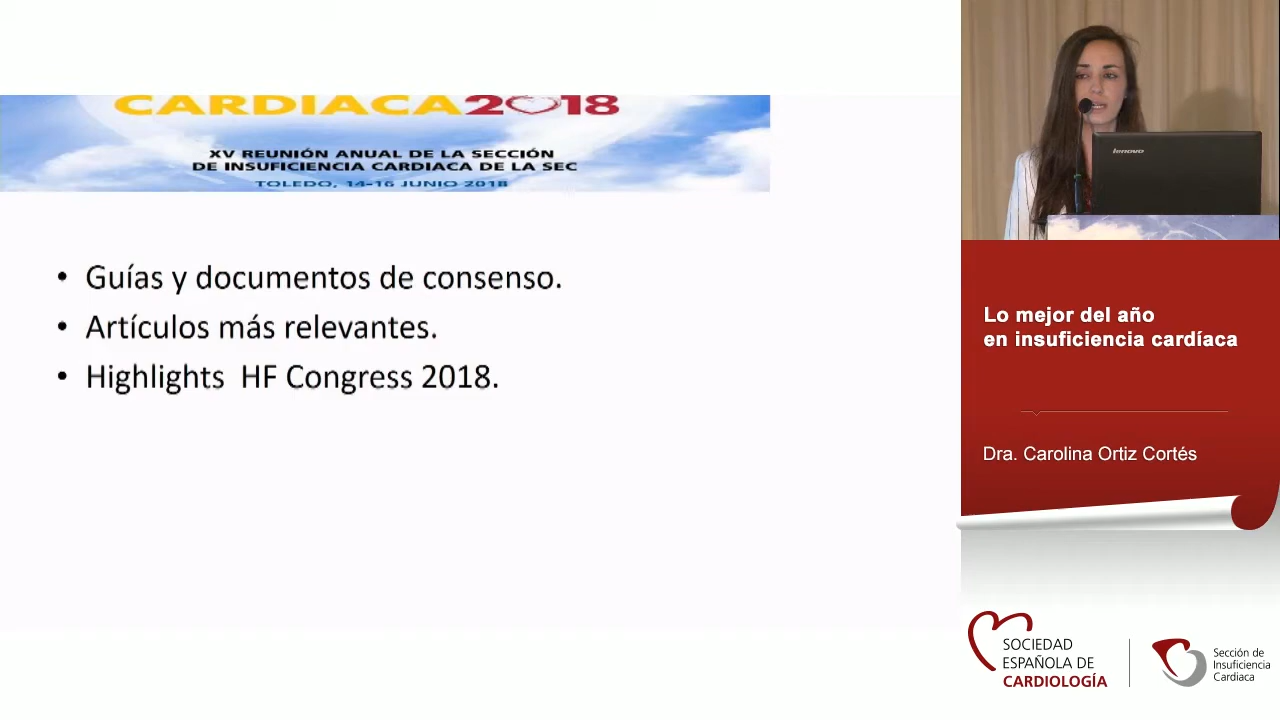 CARDIACA2018
XV REUNIÓN ANUAL DE LA SECCIÓN
DE INSUFICIENCIA CARDIACA DE LA SEC
TOLEDO, 14-16 JUNIO 2018
• Guías y documentos de consenso.
• Artículos más relevantes.
• Highlights HF Congress 2018.
lenovo
Lo mejor del año
en insuficiencia cardíaca
Dra. Carolina Ortiz Cortés
SOCIEDAD
ESPAÑOLA DE
CARDIOLOGÍA
Sección de
Insuficiencia
Cardiaca